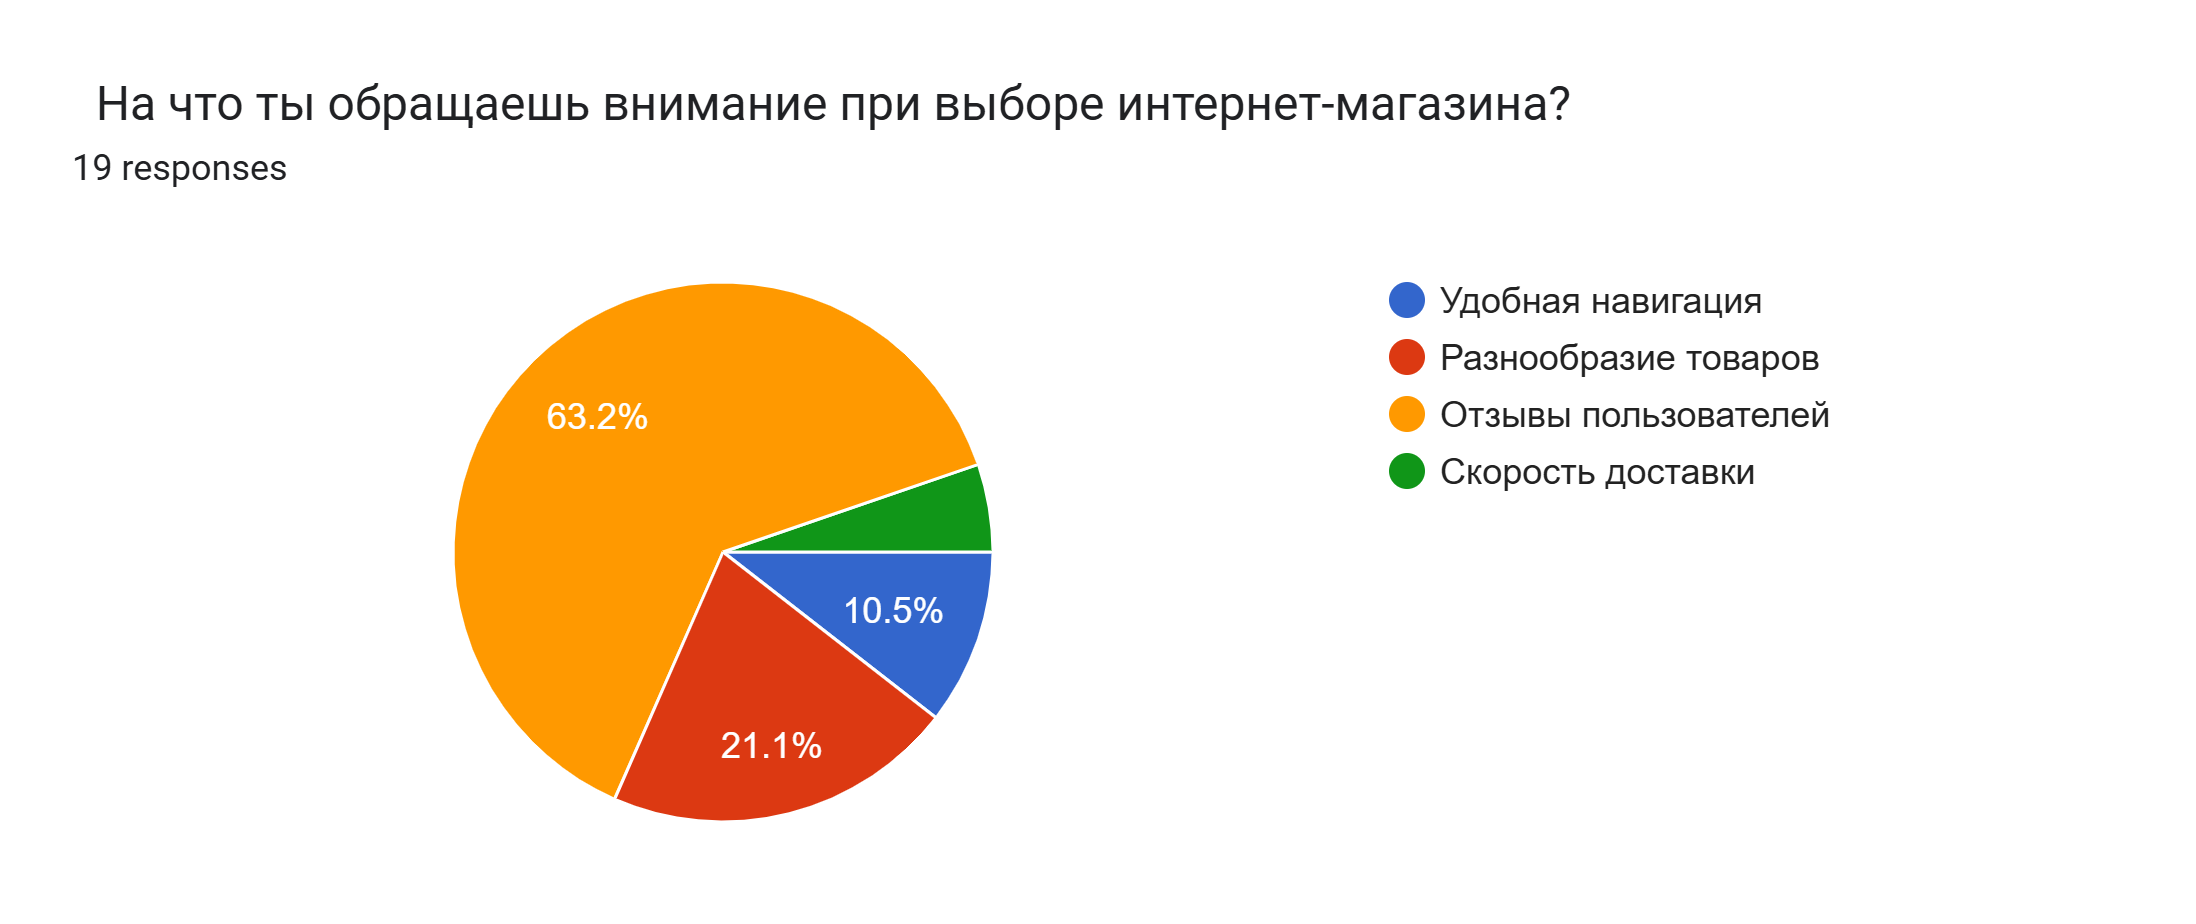 На что ты обращаешь внимание при выборе интернет-магазина?
19 responses
63.2%
10.5%
21.1%
Удобная навигация
Разнообразие товаров
Отзывы пользователей
Скорость доставки